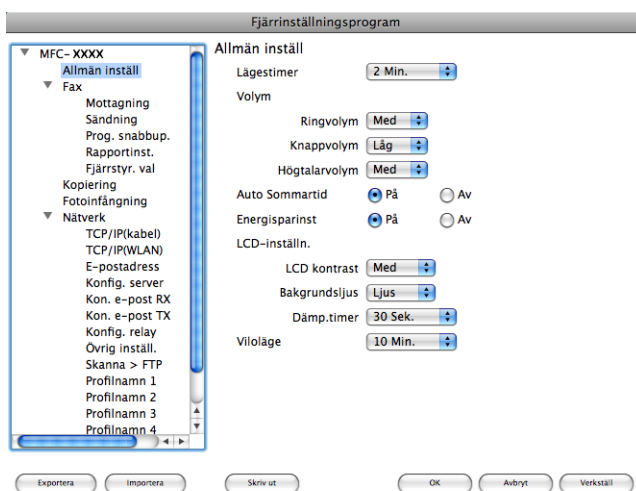 Fjärrinställningsprogram
MFC- XXXX
Allmän inställ
Fax
Mottagning
Sändning
Prog. snabbup.
Rapportinst.
Fjärrstyr. val
Kopiering
Fotoinfångning
Nätverk
TCP/IP(kabel)
TCP/IP(WLAN)
E-postadress
Konfig. server
Kon. e-post RX
Kon. e-post TX
Konfig. relay
Övrig inställ.
Skanna > FTP
Profilnamn 1
Profilnamn 2
Profilnamn 3
Profilnamn 4
Allmän inställ
Lägestimer 2 Min.
Volym
Ringvolym Med
Knappvolym Låg
Högtalarvolym Med
Auto Sommartid På Av
Energisparinst På Av
LCD-inställn.
LCD kontrast Med
Bakgrundsljus Ljus
Dämp.timer 30 Sek.
Viloläge 10 Min.
Exportera Importera Skriv ut OK Avbryt Verkställ